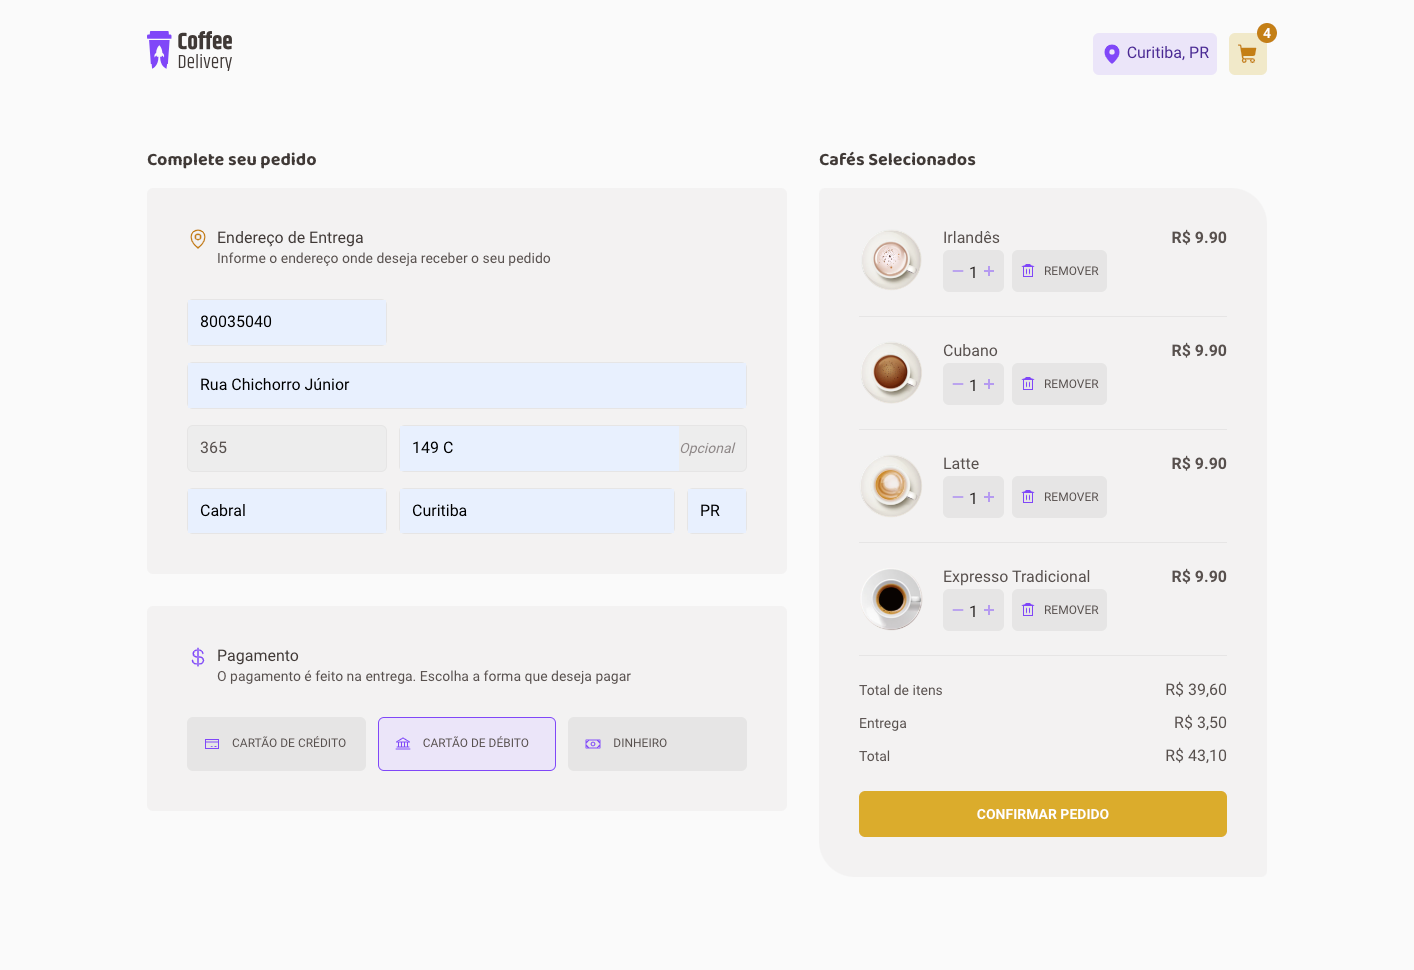 Coffee
Delivery
Curitiba, PR
4
Complete seu pedido
Endereço de Entrega
Informe o endereço onde deseja receber o seu pedido
80035040
Rua Chichorro Júnior
365
149 C
Opcional
Cabral
Curitiba
PR
Pagamento
O pagamento é feito na entrega. Escolha a forma que deseja pagar
CARTÃO DE CRÉDITO
CARTÃO DE DÉBITO
DINHEIRO
Cafés Selecionados
Irlandês
R$ 9.90
1
REMOVER
Cubano
R$ 9.90
1
REMOVER
Latte
R$ 9.90
1
REMOVER
Expresso Tradicional
R$ 9.90
1
REMOVER
Total de itens
R$ 39,60
Entrega
R$ 3,50
Total
R$ 43,10
CONFIRMAR PEDIDO